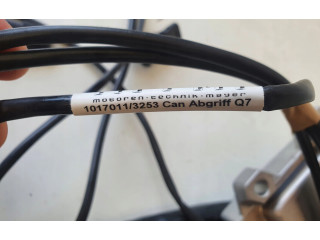 motoren-technik-mayer
1017011/3253 Can Abgriff Q7